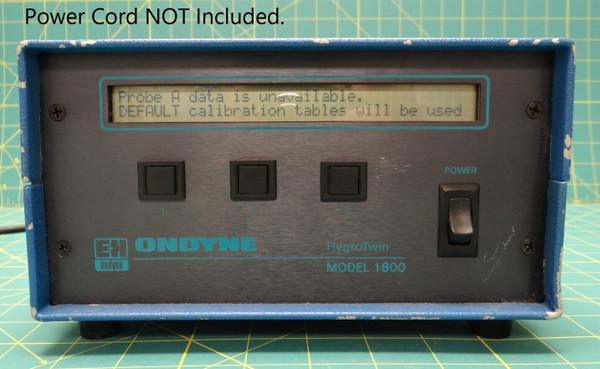 Power Cord NOT Included.
Probe A data is unavailable.
DEFAULT calibration tables will be used
POWER
1
2
3
EH ONDYNE
ondyne
HygroTwin
MODEL 1800